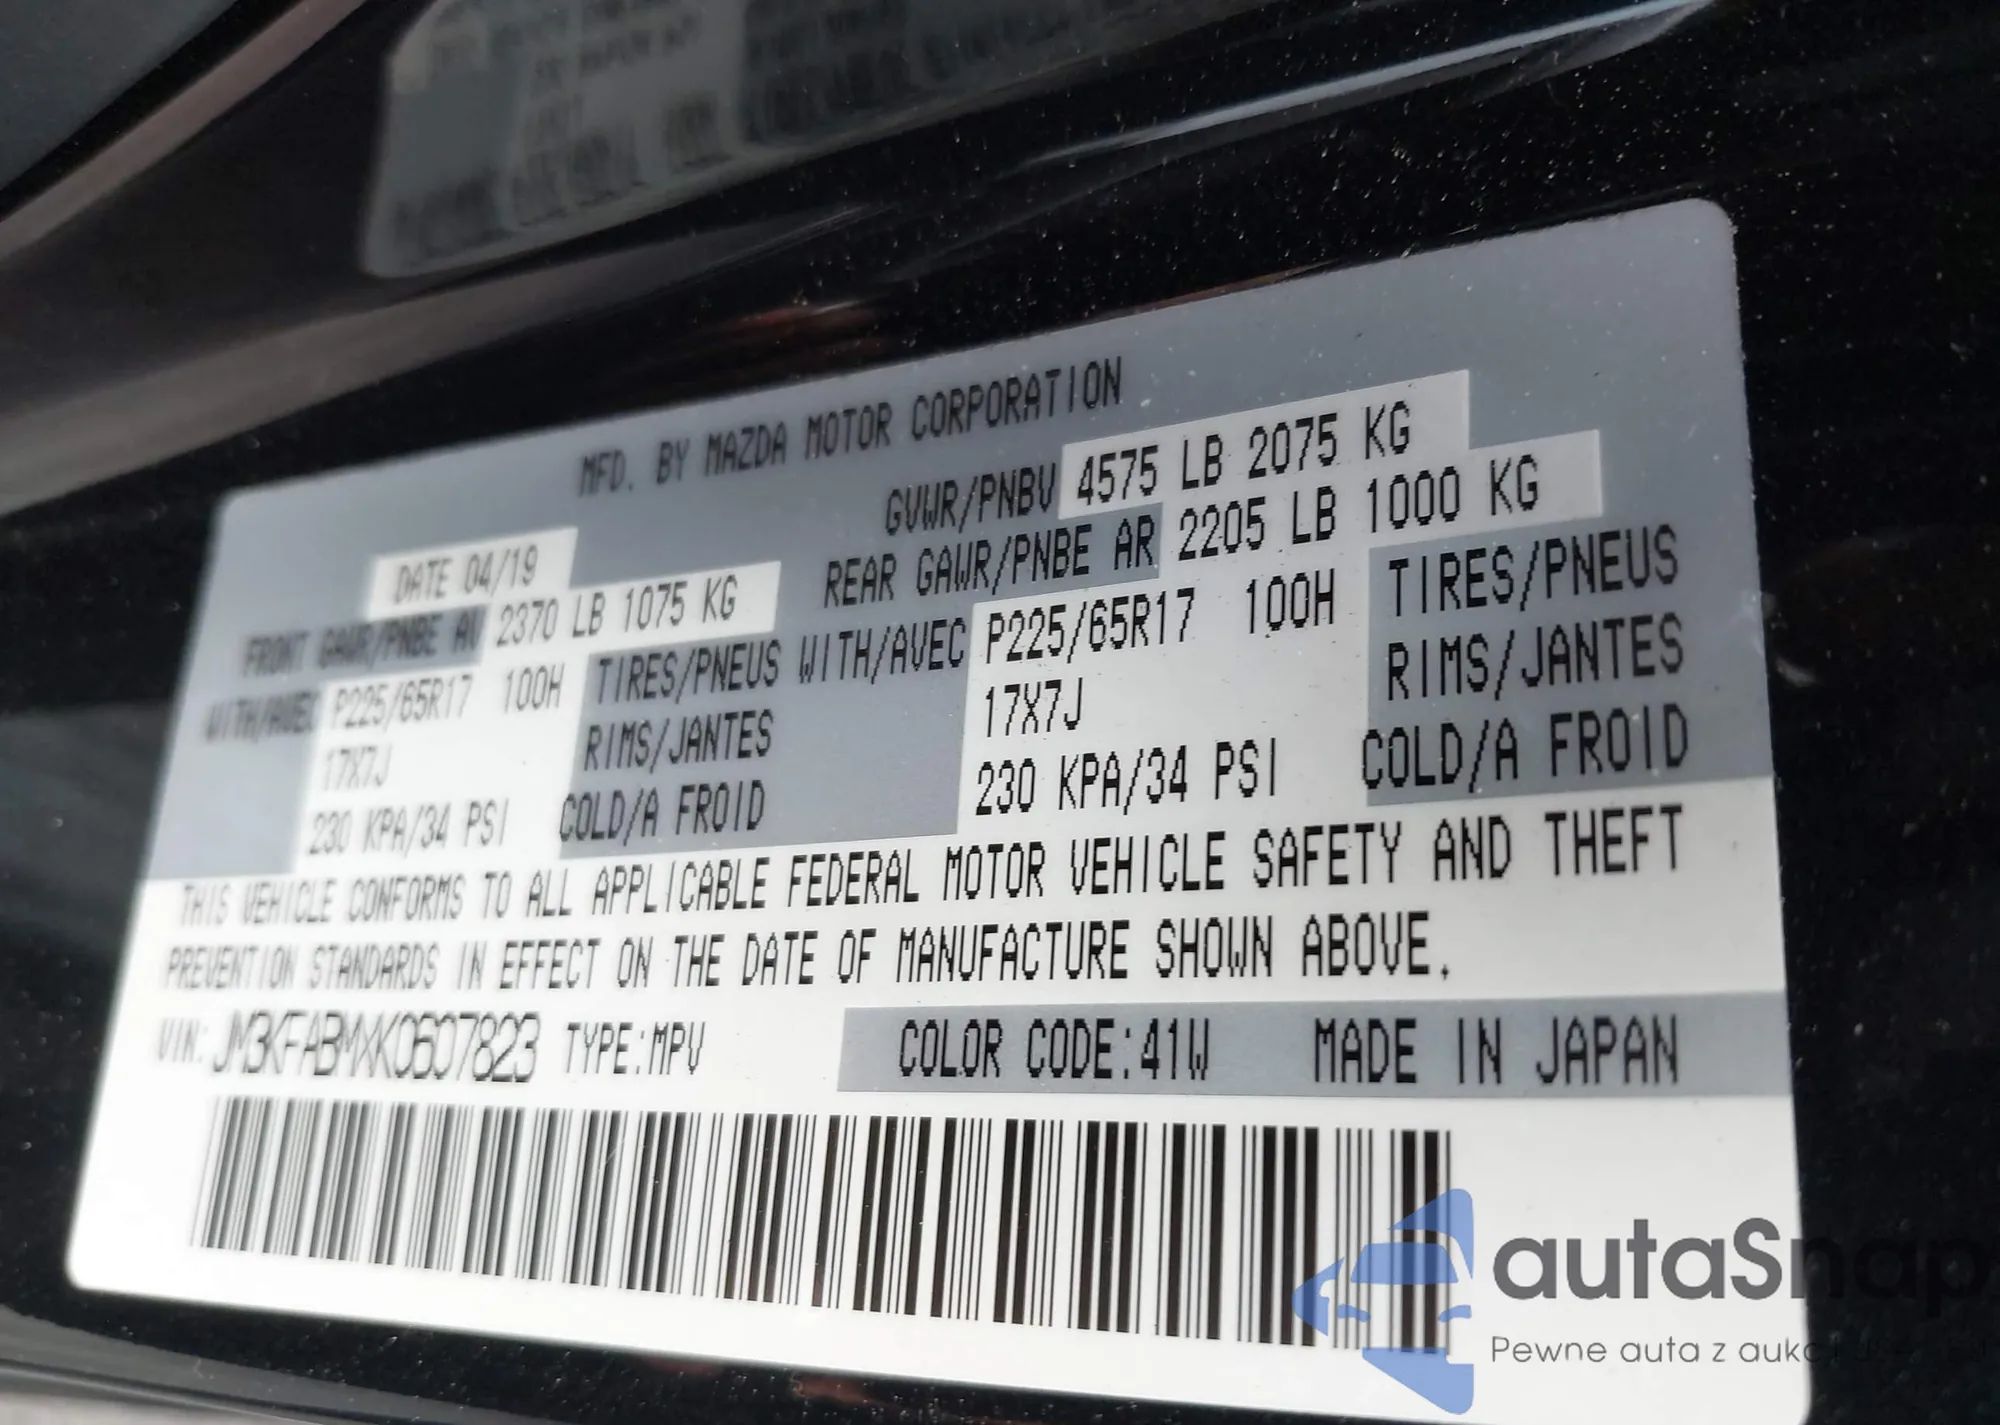 MFD. BY MAZDA MOTOR CORPORATION
DATE 04/19 GVWR/PNBV 4575 LB 2075 KG
FRONT GAWR/PNBE AV 2370 LB 1075 KG REAR GAWR/PNBE AR 2205 LB 1000 KG
WITH/AVEC P225/65R17 100H TIRES/PNEUS WITH/AVEC P225/65R17 100H TIRES/PNEUS
17X7J RIMS/JANTES 17X7J RIMS/JANTES
230 KPA/34 PSI COLD/A FROID 230 KPA/34 PSI COLD/A FROID
THIS VEHICLE CONFORMS TO ALL APPLICABLE FEDERAL MOTOR VEHICLE SAFETY AND THEFT
PREVENTION STANDARDS IN EFFECT ON THE DATE OF MANUFACTURE SHOWN ABOVE.
VIN: JM3KFABMXK0607823 TYPE:MPV COLOR CODE:41W MADE IN JAPAN
autaSnap
Pewne auta z